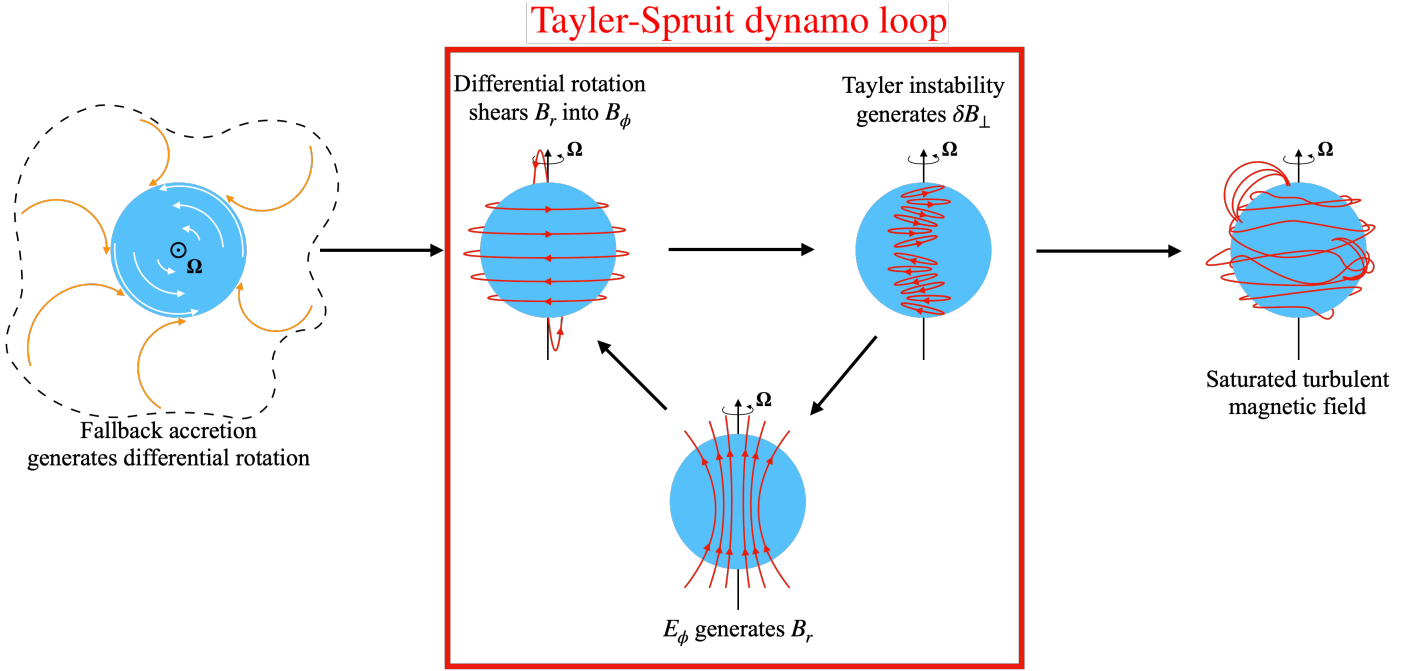 Tayler-Spruit dynamo loop
Differential rotation
shears B_r into B_ϕ
Tayler instability
generates δB_⊥
Ω
Ω
Ω
Ω
Fallback accretion
generates differential rotation
Saturated turbulent
magnetic field
Ω
E_ϕ generates B_r